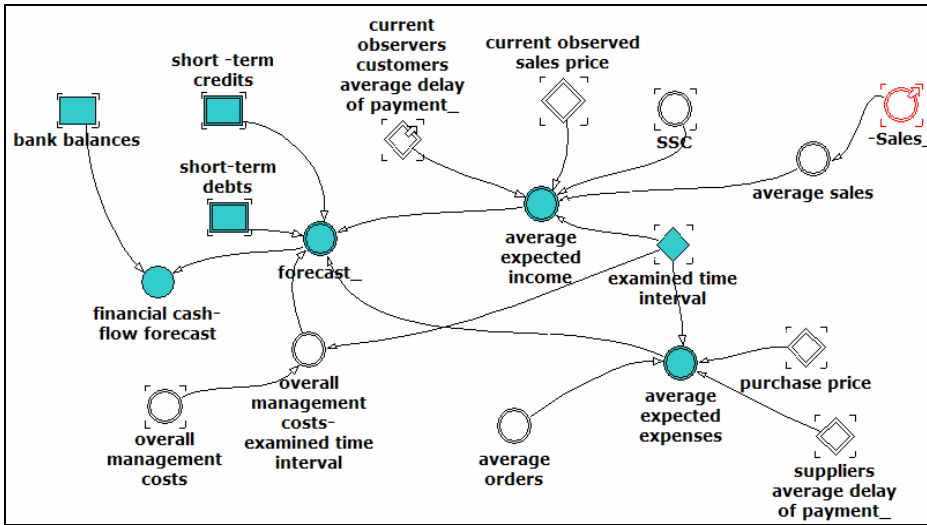 current
observers
customers
average delay
of payment_
current observed
sales price
short -term
credits
bank balances
SSC
-Sales_
short-term
debts
average sales
forecast_
average
expected
income
examined time
interval
financial cash-
flow forecast
overall
management
costs-
examined time
interval
purchase price
average
expected
expenses
overall
management
costs
average
orders
suppliers
average delay
of payment_